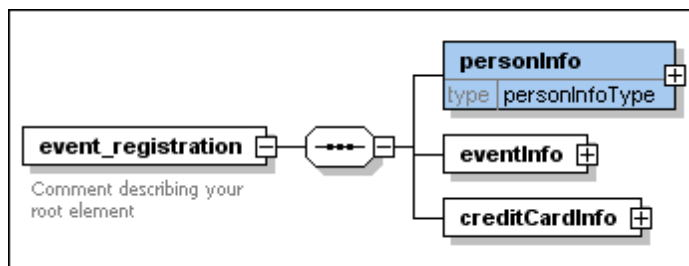 personInfo
type personInfoType
event_registration
eventInfo
Comment describing your
root element
creditCardInfo